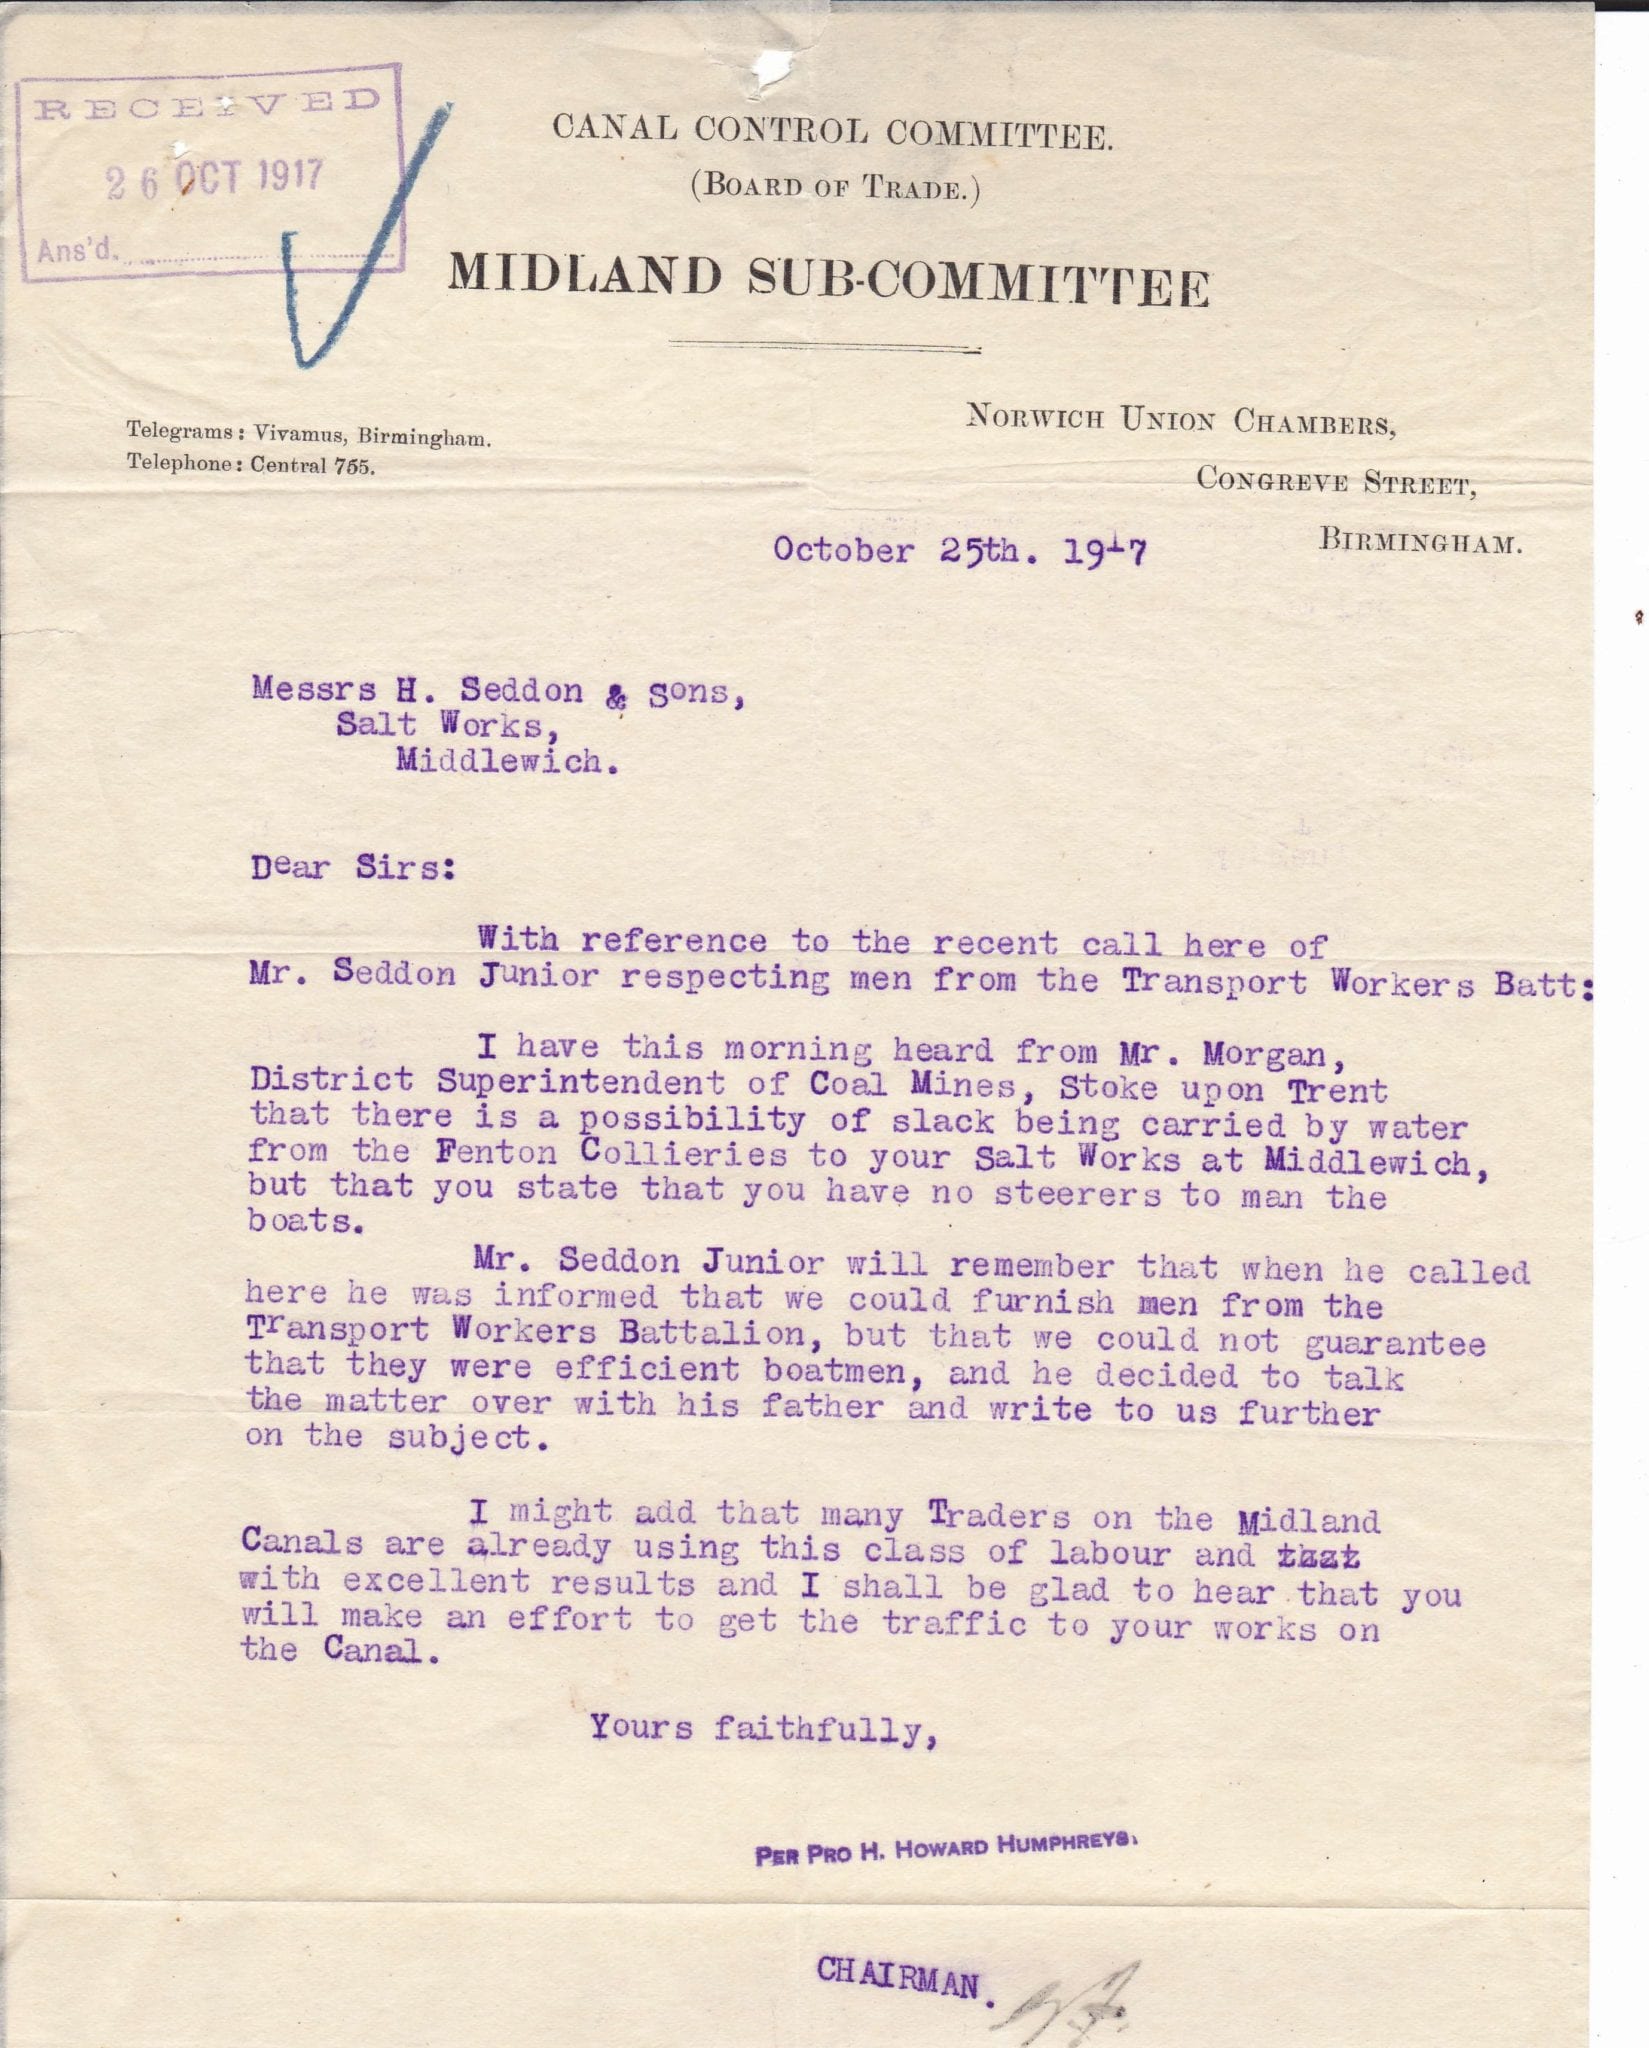 RECEIVED
26 OCT 1917
Ans'd.
CANAL CONTROL COMMITTEE.
(BOARD OF TRADE.)
MIDLAND SUB-COMMITTEE
Telegrams: Vivamus, Birmingham.
Telephone: Central 755.
NORWICH UNION CHAMBERS,
CONGREVE STREET,
BIRMINGHAM.
October 25th. 1917
Messrs H. Seddon & Sons,
Salt Works,
Middlewich.
Dear Sirs:
With reference to the recent call here of
Mr. Seddon Junior respecting men from the Transport Workers Batt:
I have this morning heard from Mr. Morgan,
District Superintendent of Coal Mines, Stoke upon Trent
that there is a possibility of slack being carried by water
from the Fenton Collieries to your Salt Works at Middlewich,
but that you state that you have no steerers to man the
boats.
Mr. Seddon Junior will remember that when he called
here he was informed that we could furnish men from the
Transport Workers Battalion, but that we could not guarantee
that they were efficient boatmen, and he decided to talk
the matter over with his father and write to us further
on the subject.
I might add that many Traders on the Midland
Canals are already using this class of labour and that
with excellent results and I shall be glad to hear that you
will make an effort to get the traffic to your works on
the Canal.
Yours faithfully,
PER PRO H. HOWARD HUMPHREYS.
CHAIRMAN.